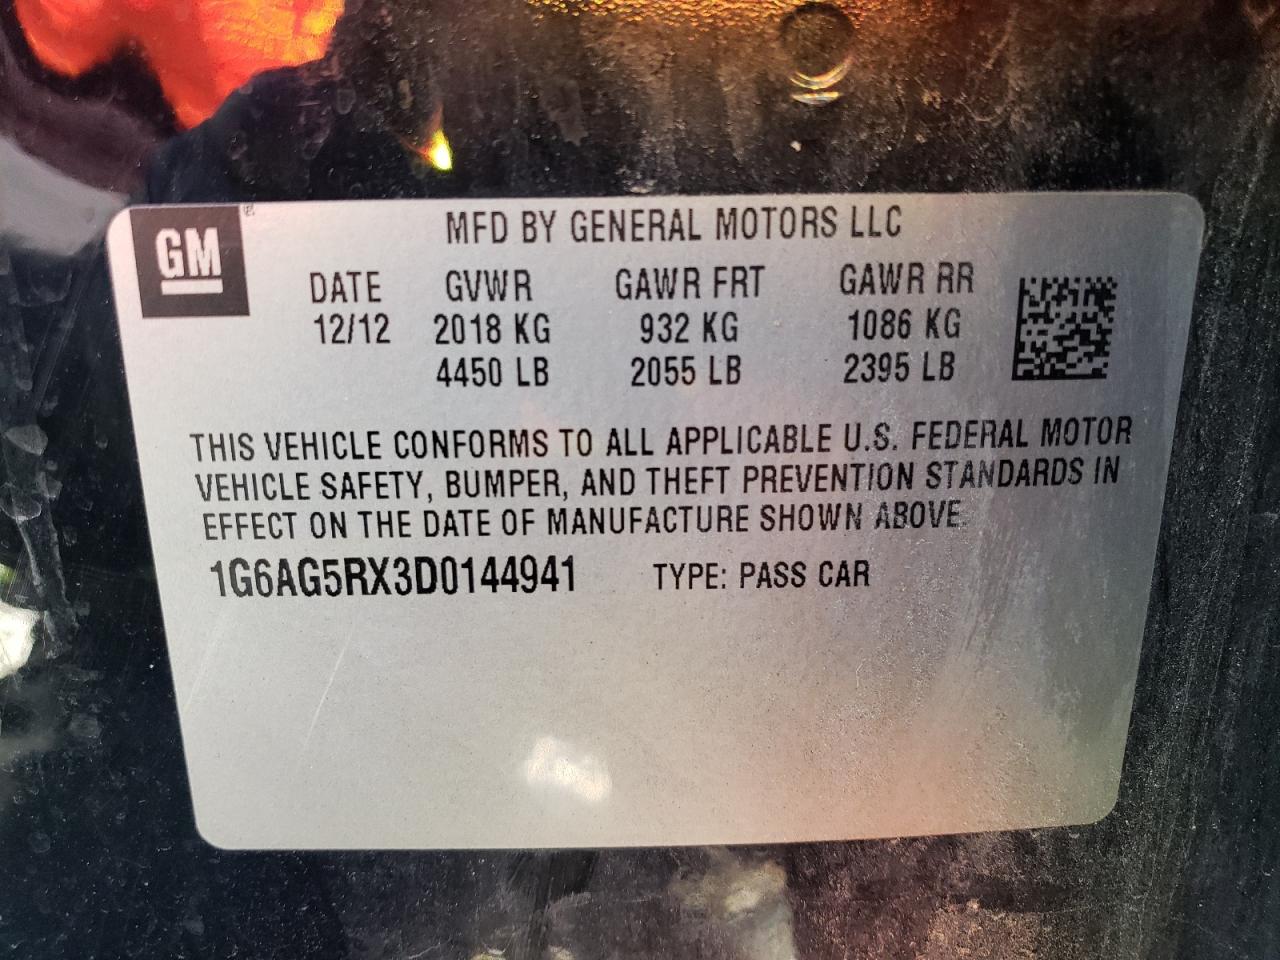 GM
MFD BY GENERAL MOTORS LLC
DATE GVWR GAWR FRT GAWR RR
12/12 2018 KG 932 KG 1086 KG
4450 LB 2055 LB 2395 LB
THIS VEHICLE CONFORMS TO ALL APPLICABLE U.S. FEDERAL MOTOR
VEHICLE SAFETY, BUMPER, AND THEFT PREVENTION STANDARDS IN
EFFECT ON THE DATE OF MANUFACTURE SHOWN ABOVE.
1G6AG5RX3D0144941 TYPE: PASS CAR